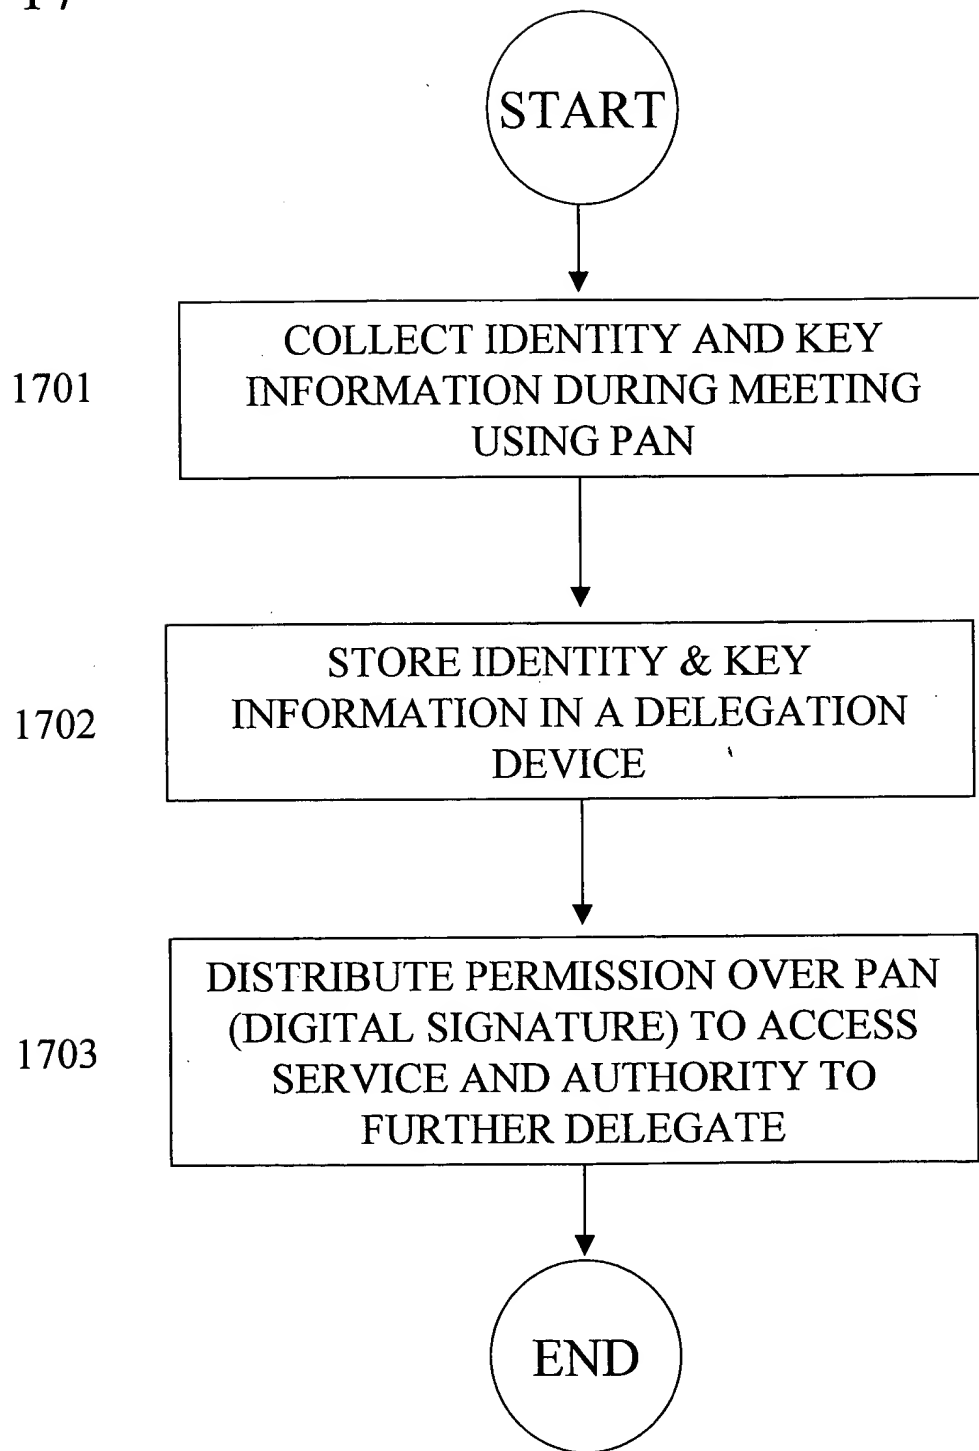 17
START
COLLECT IDENTITY AND KEY
1701
INFORMATION DURING MEETING
USING PAN
STORE IDENTITY & KEY
1702
INFORMATION IN A DELEGATION
DEVICE
DISTRIBUTE PERMISSION OVER PAN
(DIGITAL SIGNATURE) TO ACCESS
1703
SERVICE AND AUTHORITY TO
FURTHER DELEGATE
END